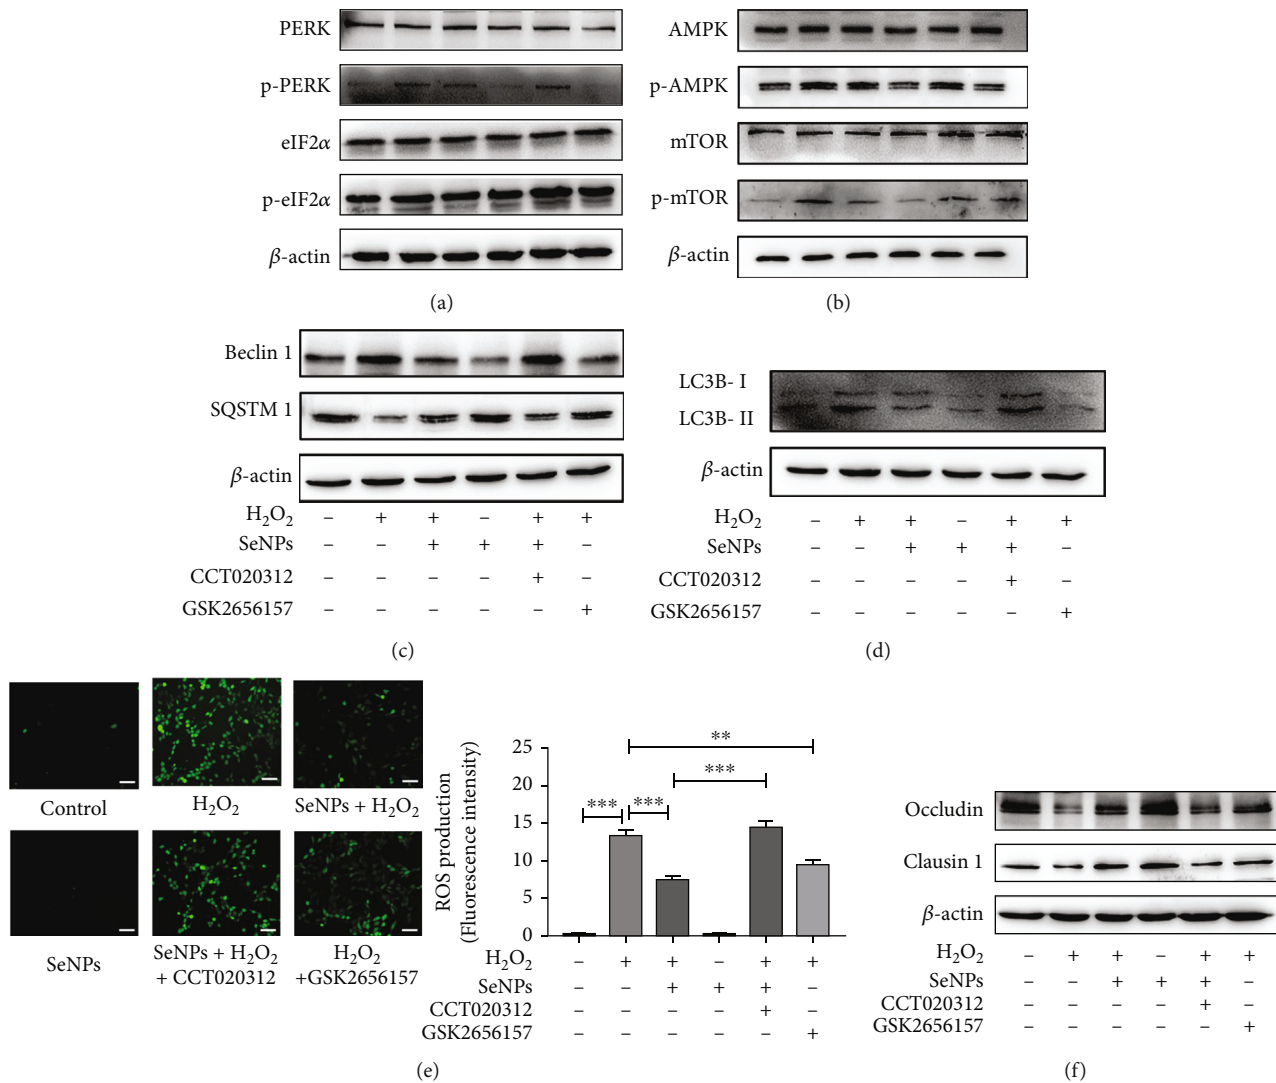 PERK
p-PERK
eIF2α
p-eIF2α
β-actin
(a)
AMPK
p-AMPK
mTOR
p-mTOR
β-actin
(b)
Beclin 1
SQSTM 1
β-actin
H₂O₂ – + + – + +
SeNPs – – + + + –
CCT020312 – – – – + –
GSK2656157 – – – – – +
(c)
LC3B- I
LC3B- II
β-actin
H₂O₂ – + + – + +
SeNPs – – + + + –
CCT020312 – – – – + –
GSK2656157 – – – – – +
(d)
Control
H₂O₂
SeNPs + H₂O₂
SeNPs
SeNPs + H₂O₂
+ CCT020312
H₂O₂
+GSK2656157
ROS production
(Fluorescence intensity)
25
20
15
10
5
0
***
***
***
**
H₂O₂ – + + – + +
SeNPs – – + + + –
CCT020312 – – – – + –
GSK2656157 – – – – – +
(e)
Occludin
Clausin 1
β-actin
H₂O₂ – + + – + +
SeNPs – – + + + –
CCT020312 – – – – + –
GSK2656157 – – – – – +
(f)